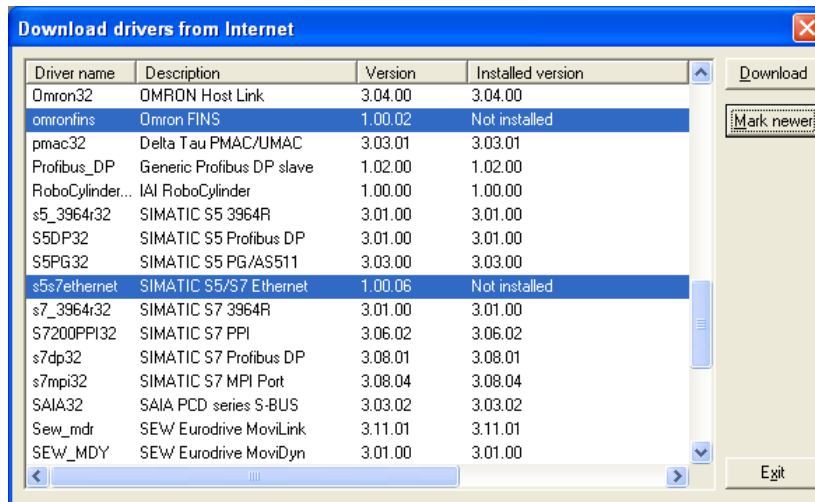 Download drivers from Internet
Driver name Description Version Installed version
Omron32 OMRON Host Link 3.04.00 3.04.00
omronfins Omron FINS 1.00.02 Not installed
pmac32 Delta Tau PMAC/UMAC 3.03.01 3.03.01
Profibus_DP Generic Profibus DP slave 1.02.00 1.02.00
RoboCylinder... IAI RoboCylinder 1.00.00 1.00.00
s5_3964r32 SIMATIC S5 3964R 3.01.00 3.01.00
S5DP32 SIMATIC S5 Profibus DP 3.01.00 3.01.00
S5PG32 SIMATIC S5 PG/AS511 3.03.00 3.03.00
s5s7ethernet SIMATIC S5/S7 Ethernet 1.00.06 Not installed
s7_3964r32 SIMATIC S7 3964R 3.01.00 3.01.00
S7200PPI32 SIMATIC S7 PPI 3.06.02 3.06.02
s7dp32 SIMATIC S7 Profibus DP 3.08.01 3.08.01
s7mpi32 SIMATIC S7 MPI Port 3.08.04 3.08.04
SAIA32 SAIA PCD series S-BUS 3.03.02 3.03.02
Sew_mdr SEW Eurodrive MoviLink 3.11.01 3.11.01
SEW_MDY SEW Eurodrive MoviDyn 3.01.00 3.01.00
Download
Mark newer
Exit